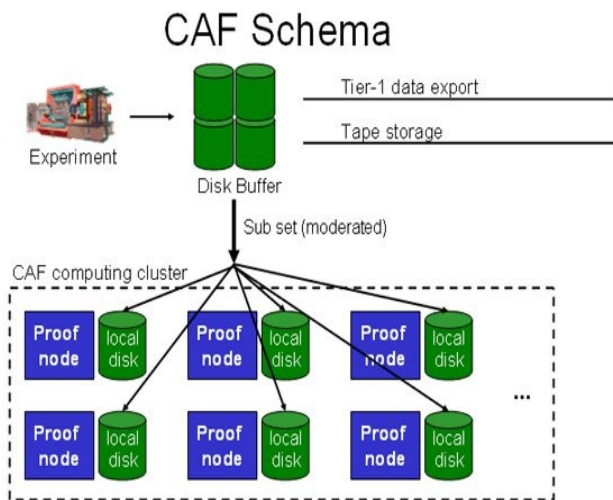 CAF Schema
Experiment
Disk Buffer
Tier-1 data export
Tape storage
Sub set (moderated)
CAF computing cluster
Proof
node
local
disk
Proof
node
local
disk
Proof
node
local
disk
...
Proof
node
local
disk
Proof
node
local
disk
Proof
node
local
disk